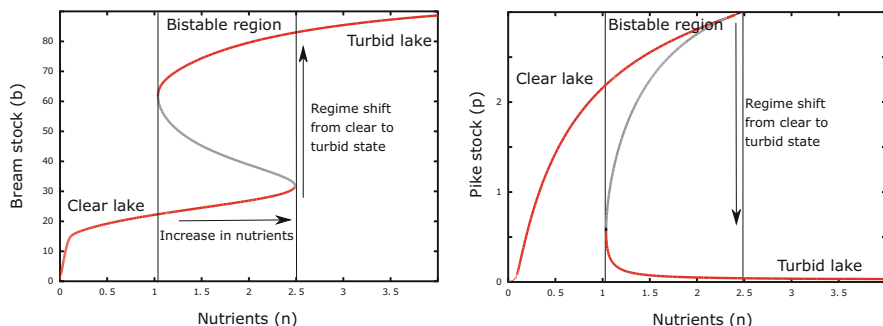 Bistable region
Turbid lake
Clear lake
Regime shift
from clear to
turbid state
Increase in nutrients
Bream stock (b)
90
80
70
60
50
40
30
20
10
0
0 0.5 1 1.5 2 2.5 3 3.5
Nutrients (n)
Bistable region
Clear lake
Regime shift
from clear to
turbid state
Turbid lake
Pike stock (p)
2
1
0
0 0.5 1 1.5 2 2.5 3 3.5
Nutrients (n)